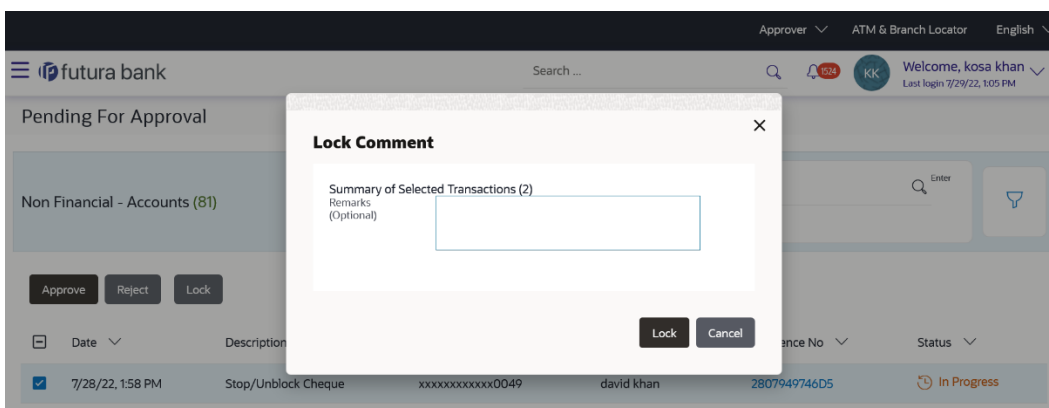 Approver ATM & Branch Locator English
futura bank Search ... 1524 KK Welcome, kosa khan
Last login 7/29/22, 1:05 PM
Pending For Approval
Lock Comment
Summary of Selected Transactions (2)
Remarks
(Optional)
Enter
Non Financial - Accounts (81)
Approve Reject Lock
Lock Cancel
Date Description ence No Status
7/28/22, 1:58 PM Stop/Unblock Cheque xxxxxxxxxxxx0049 david khan 2807949746D5 In Progress